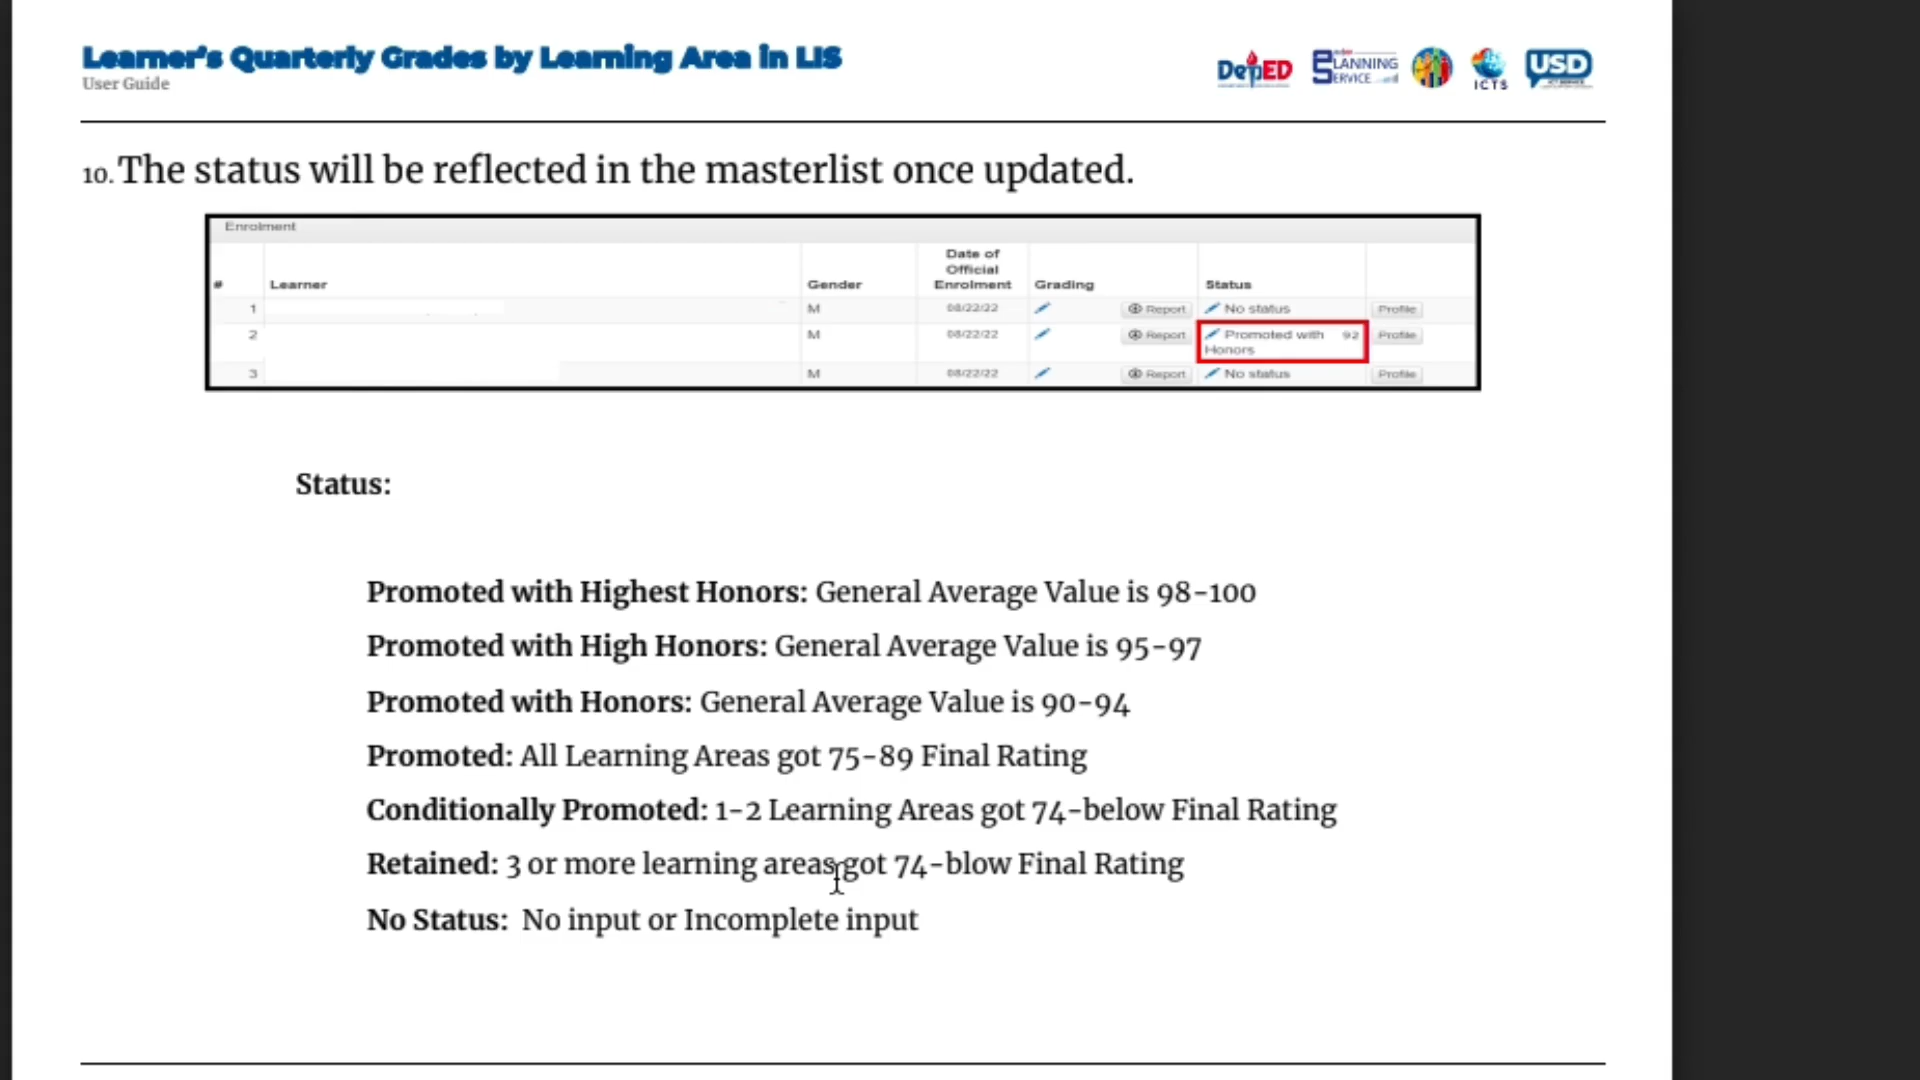 Learner's Quarterly Grades by Learning Area in LIS
User Guide
DepED
PLANNING
SERVICE
ICTS
USD
10. The status will be reflected in the masterlist once updated.
Enrolment
# Learner Gender Date of Official Enrolment Grading Status
1 M 08/22/22 Report No status Profile
2 M 08/22/22 Report Promoted with Honors 92 Profile
3 M 08/22/22 Report No status Profile
Status:
Promoted with Highest Honors: General Average Value is 98-100
Promoted with High Honors: General Average Value is 95-97
Promoted with Honors: General Average Value is 90-94
Promoted: All Learning Areas got 75-89 Final Rating
Conditionally Promoted: 1-2 Learning Areas got 74-below Final Rating
Retained: 3 or more learning areas got 74-blow Final Rating
No Status: No input or Incomplete input